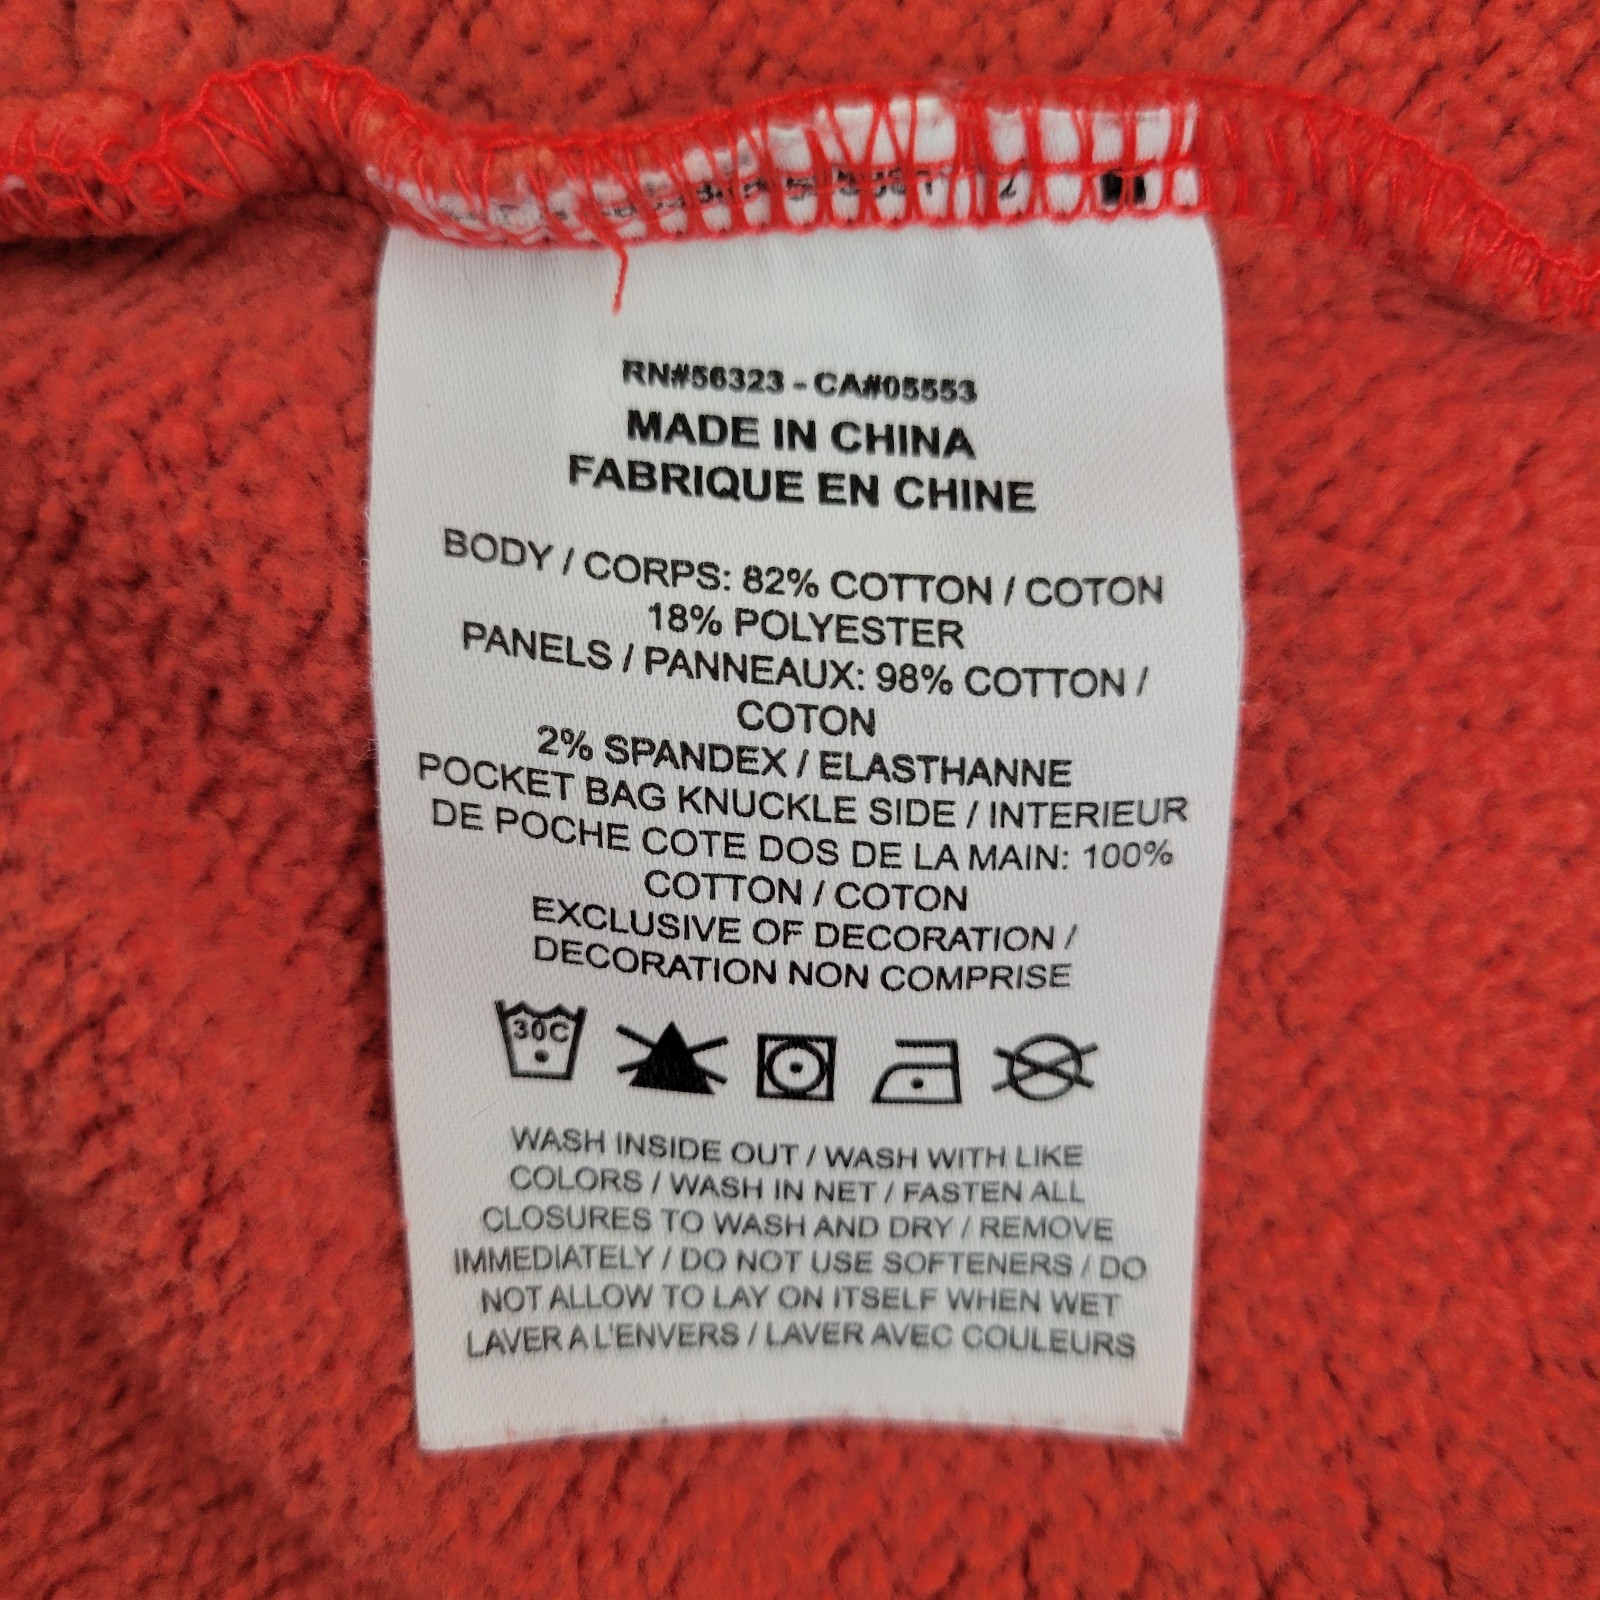 RN#56323 - CA#05553
MADE IN CHINA
FABRIQUE EN CHINE
BODY / CORPS: 82% COTTON / COTON
18% POLYESTER
PANELS / PANNEAUX: 98% COTTON /
COTON
2% SPANDEX / ELASTHANNE
POCKET BAG KNUCKLE SIDE / INTERIEUR
DE POCHE COTE DOS DE LA MAIN: 100%
COTTON / COTON
EXCLUSIVE OF DECORATION /
DECORATION NON COMPRISE
30C
WASH INSIDE OUT / WASH WITH LIKE
COLORS / WASH IN NET / FASTEN ALL
CLOSURES TO WASH AND DRY / REMOVE
IMMEDIATELY / DO NOT USE SOFTENERS / DO
NOT ALLOW TO LAY ON ITSELF WHEN WET
LAVER A L'ENVERS / LAVER AVEC COULEURS